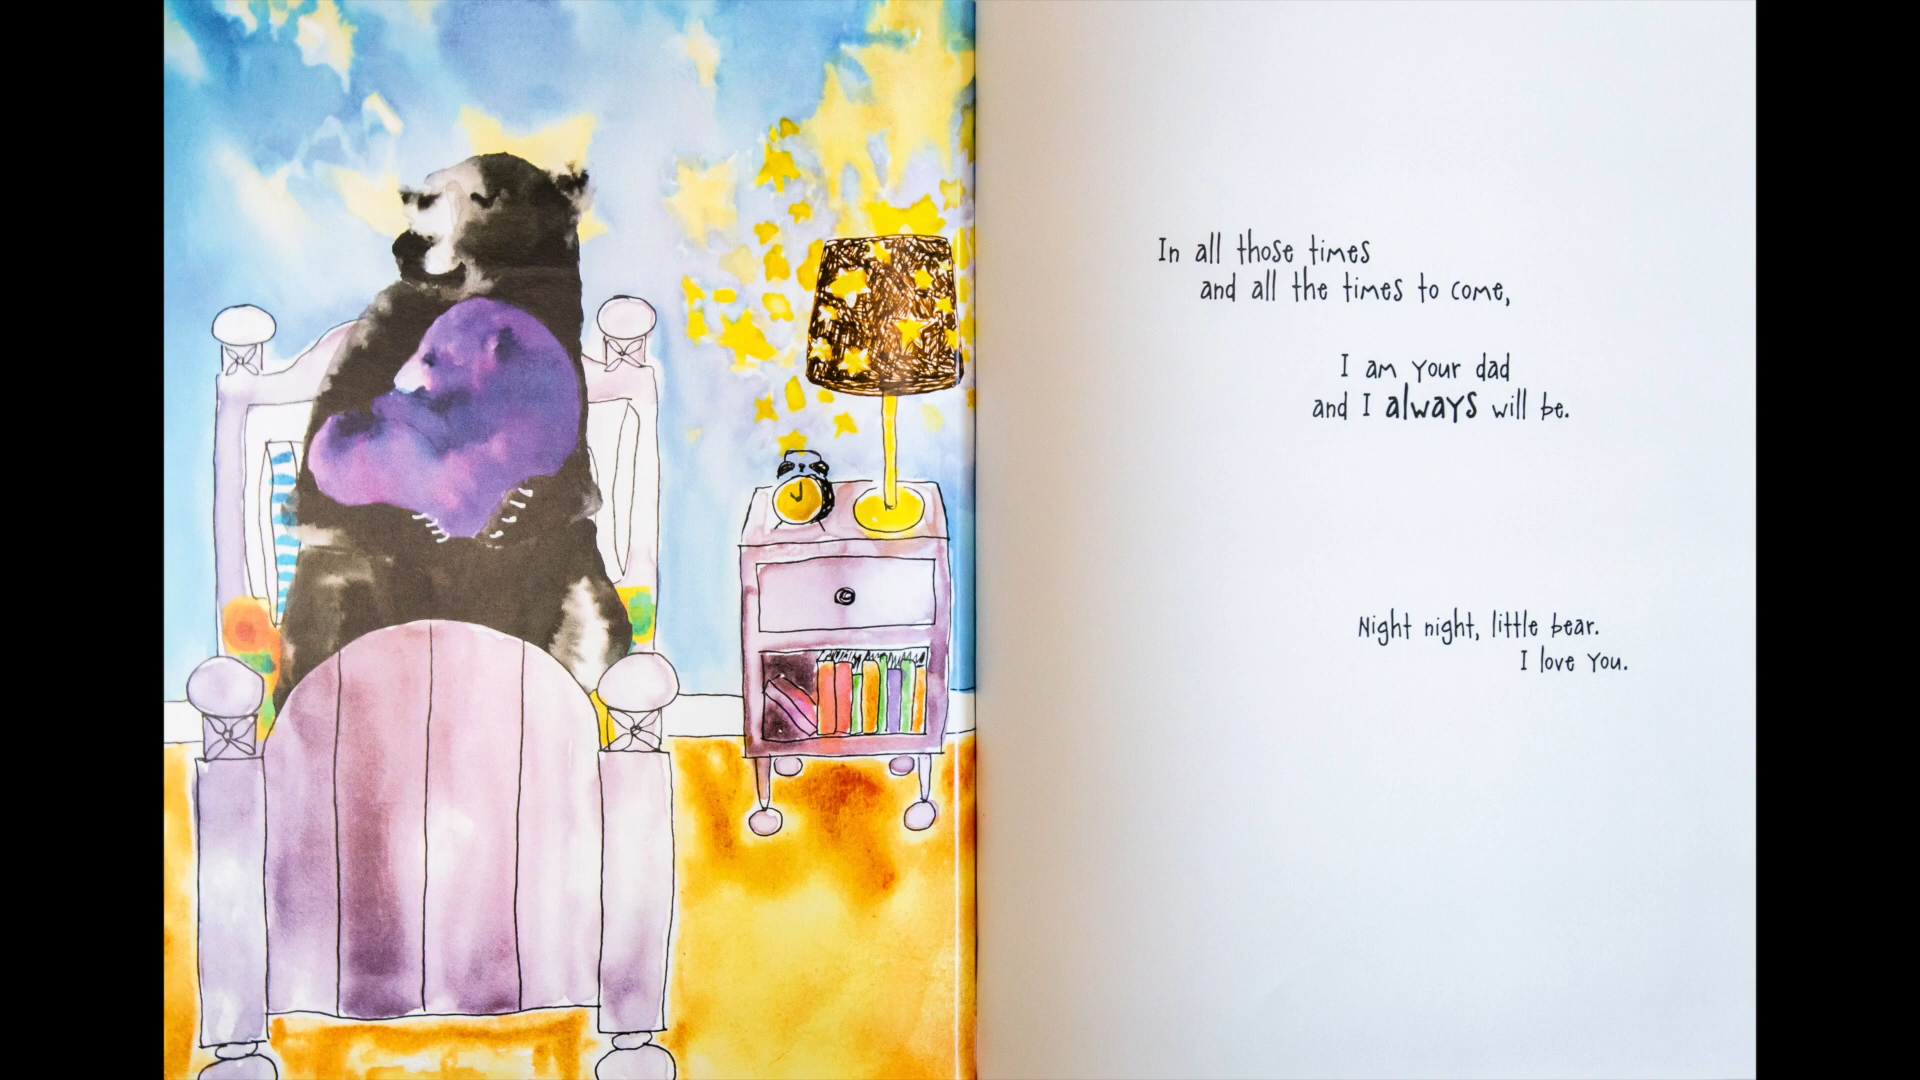 In all those times
and all the times to come,
I am your dad
and I always will be.
Night night, little bear.
I love you.